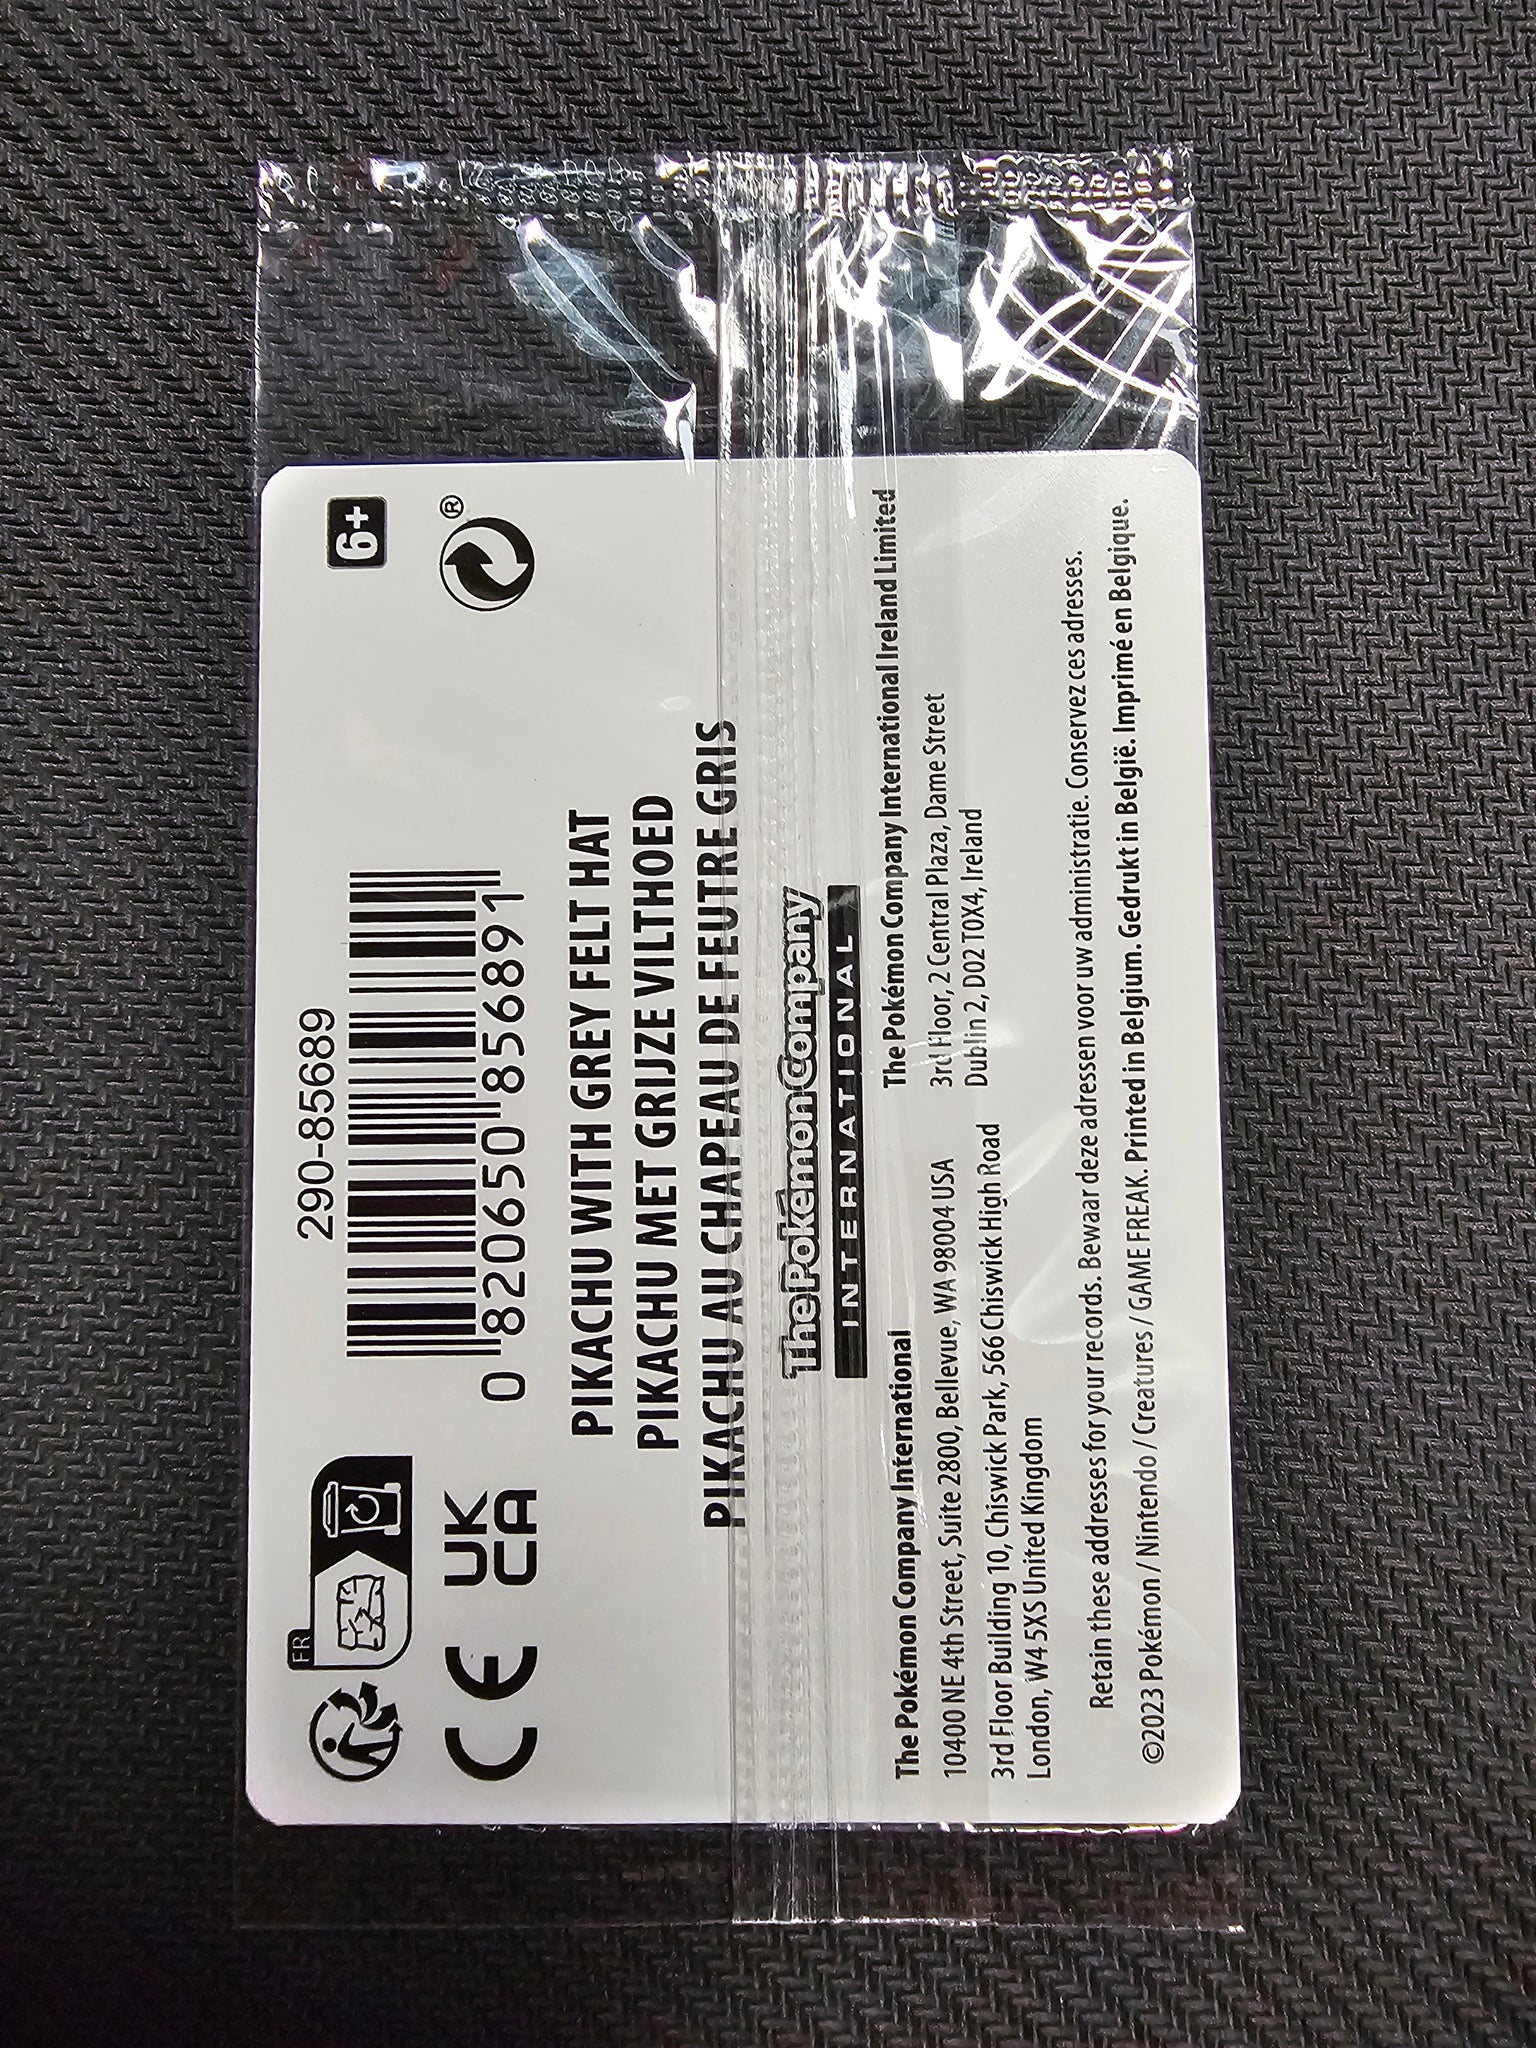 FR
290-85689
0 820650 856891
6+
CE
UK
CA
®
PIKACHU WITH GREY FELT HAT
PIKACHU MET GRIJZE VILTHOED
PIKACHU AU CHAPEAU DE FEUTRE GRIS
The Pokémon Company
INTERNATIONAL
The Pokémon Company International
10400 NE 4th Street, Suite 2800, Bellevue, WA 98004 USA
3rd Floor Building 10, Chiswick Park, 566 Chiswick High Road
London, W4 5XS United Kingdom
The Pokémon Company International Ireland Limited
3rd Floor, 2 Central Plaza, Dame Street
Dublin 2, D02 T0X4, Ireland
Retain these addresses for your records. Bewaar deze adressen voor uw administratie. Conservez ces adresses.
©2023 Pokémon / Nintendo / Creatures / GAME FREAK. Printed in Belgium. Gedrukt in België. Imprimé en Belgique.